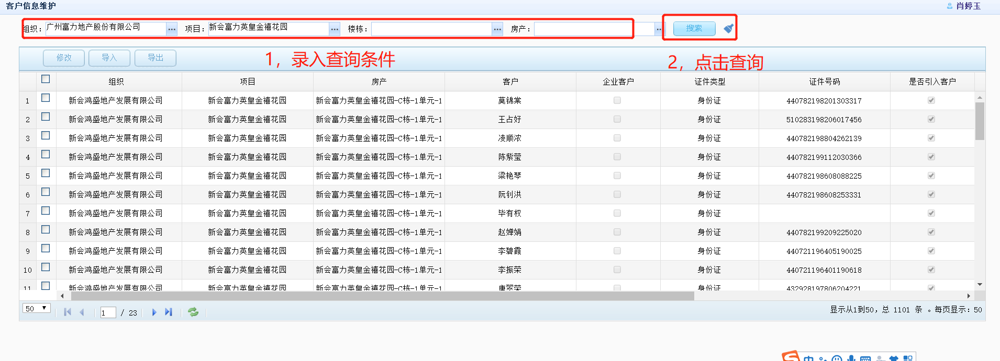 客户信息维护 肖婷玉
组织： 广州富力地产股份有限公司 ... 项目： 新会富力英皇金禧花园 ... 楼栋： ... 房产： ... 搜索
修改 导入 导出 1，录入查询条件 2，点击查询
组织 项目 房产 客户 企业客户 证件类型 证件号码 是否引入客户
1 新会鸿盛地产发展有限公司 新会富力英皇金禧花园 新会富力英皇金禧花园-C栋-1单元-1 莫锦棠 身份证 440782198201303317
2 新会鸿盛地产发展有限公司 新会富力英皇金禧花园 新会富力英皇金禧花园-C栋-1单元-1 王占好 身份证 510283198206017456
3 新会鸿盛地产发展有限公司 新会富力英皇金禧花园 新会富力英皇金禧花园-C栋-1单元-1 凌顺浓 身份证 440782198804262139
4 新会鸿盛地产发展有限公司 新会富力英皇金禧花园 新会富力英皇金禧花园-C栋-1单元-1 陈紫莹 身份证 440782199112030366
5 新会鸿盛地产发展有限公司 新会富力英皇金禧花园 新会富力英皇金禧花园-C栋-1单元-1 梁艳琴 身份证 440782198608088225
6 新会鸿盛地产发展有限公司 新会富力英皇金禧花园 新会富力英皇金禧花园-C栋-1单元-1 阮钊洪 身份证 440782198608253331
7 新会鸿盛地产发展有限公司 新会富力英皇金禧花园 新会富力英皇金禧花园-C栋-1单元-1 毕有权 身份证
8 新会鸿盛地产发展有限公司 新会富力英皇金禧花园 新会富力英皇金禧花园-C栋-1单元-1 赵婵娟 身份证 440782199209225020
9 新会鸿盛地产发展有限公司 新会富力英皇金禧花园 新会富力英皇金禧花园-C栋-1单元-1 李碧霞 身份证 440721196405190025
10 新会鸿盛地产发展有限公司 新会富力英皇金禧花园 新会富力英皇金禧花园-C栋-1单元-1 李振荣 身份证 440721196401190618
11 新会鸿盛地产发展有限公司 新会富力英皇金禧花园 新会富力英皇金禧花园-C栋-1单元-1 唐翠荣 身份证 432928197806204221
50 1 / 23 显示从1到50，总 1101 条 。每页显示：50
中